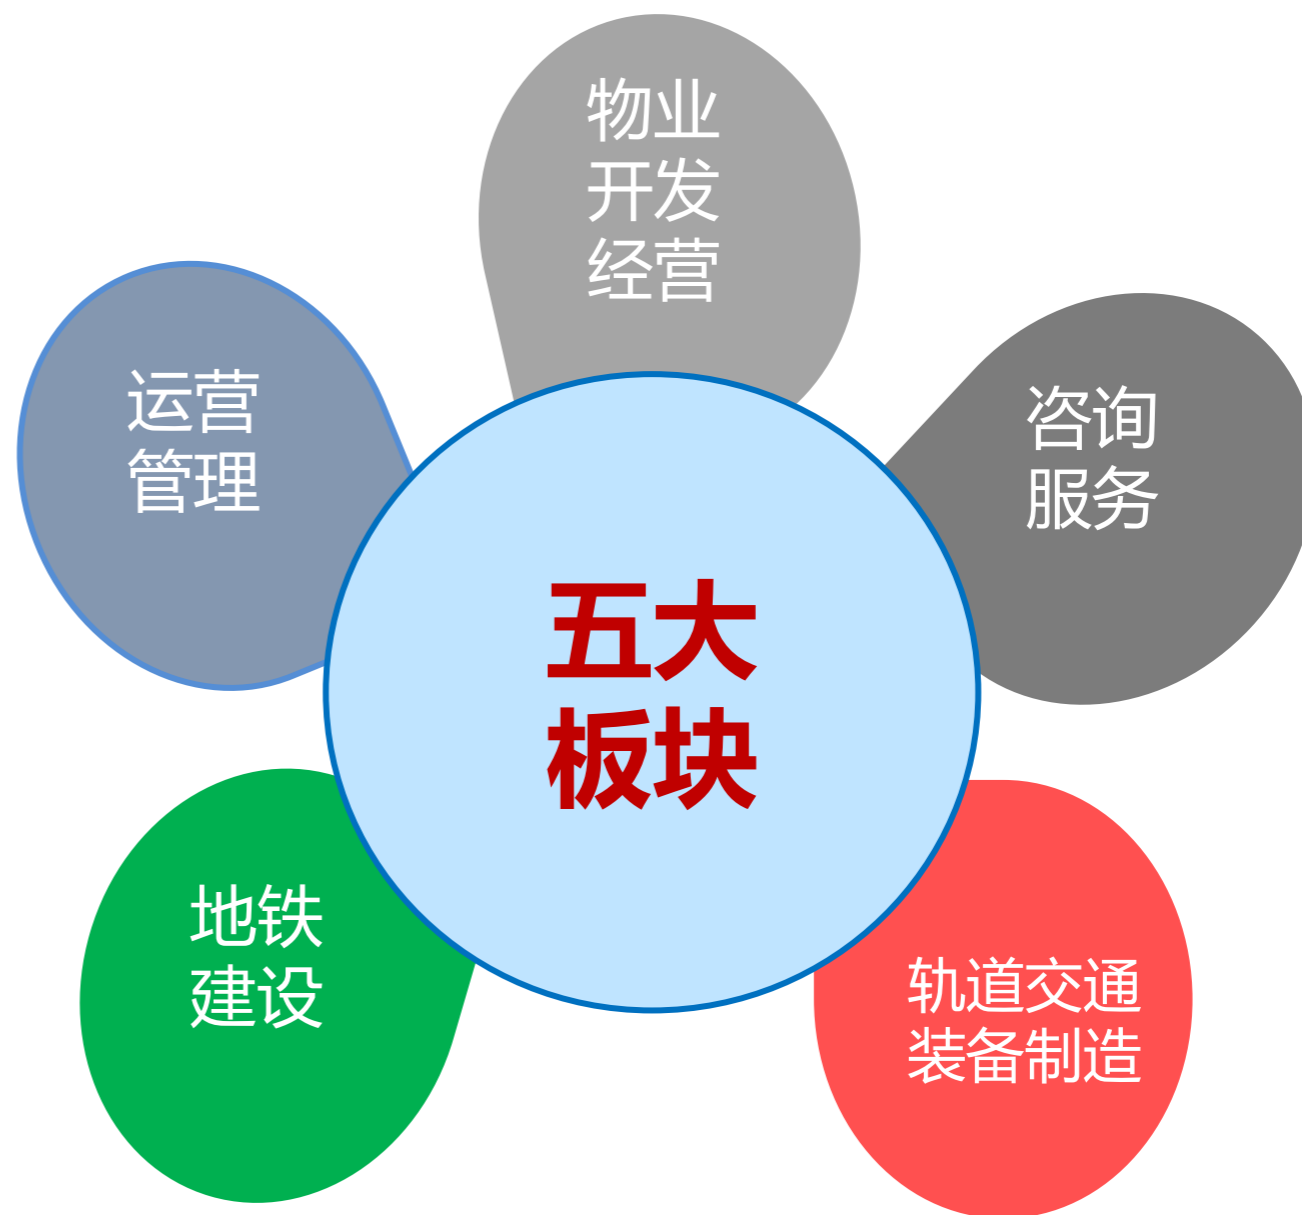 物业
开发
经营
运营
管理
咨询
服务
五大
板块
地铁
建设
轨道交通
装备制造